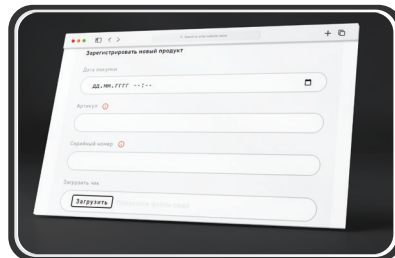 Зарегистрировать новый продукт
Дата покупки
дд.мм.гггг --:--
Артикул
Серийный номер
Загрузить чек
Загрузить